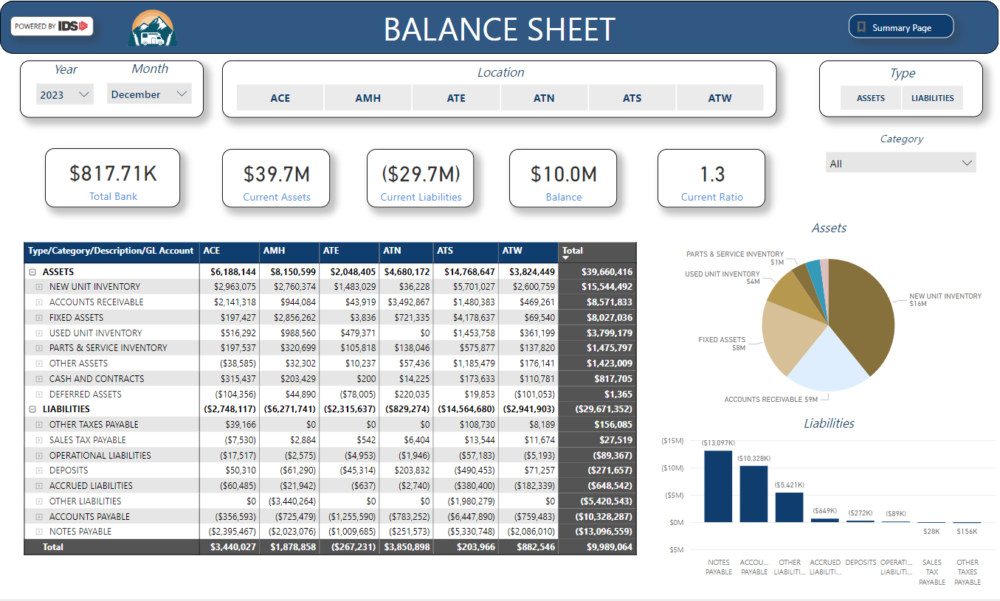 POWERED BY IDS
BALANCE SHEET
Summary Page
Year
Month
2023
December
Location
ACE
AMH
ATE
ATN
ATS
ATW
Type
ASSETS
LIABILITIES
Category
All
$817.71K
Total Bank
$39.7M
Current Assets
($29.7M)
Current Liabilities
$10.0M
Balance
1.3
Current Ratio
Type/Category/Description/GL Account ACE AMH ATE ATN ATS ATW Total
ASSETS $6,188,144 $8,150,599 $2,048,405 $4,680,172 $14,768,647 $3,824,449 $39,660,416
NEW UNIT INVENTORY $2,963,075 $2,760,374 $1,483,029 $36,228 $5,701,027 $2,600,759 $15,544,492
ACCOUNTS RECEIVABLE $2,141,318 $944,084 $43,919 $3,492,867 $1,480,383 $469,261 $8,571,833
FIXED ASSETS $197,427 $2,856,262 $3,836 $721,335 $4,178,637 $69,540 $8,027,036
USED UNIT INVENTORY $516,292 $988,560 $479,371 $0 $1,453,758 $361,199 $3,799,179
PARTS & SERVICE INVENTORY $197,537 $320,699 $105,818 $138,046 $575,877 $137,820 $1,475,797
OTHER ASSETS ($38,585) $32,302 $10,237 $57,436 $1,185,479 $176,141 $1,423,009
CASH AND CONTRACTS $315,437 $203,429 $200 $14,225 $173,633 $110,781 $817,705
DEFERRED ASSETS ($104,356) $44,890 ($78,005) $220,035 $19,853 ($101,053) $1,365
LIABILITIES ($2,748,117) ($6,271,741) ($2,315,637) ($829,274) ($14,564,680) ($2,941,903) ($29,671,352)
OTHER TAXES PAYABLE $39,166 $0 $0 $0 $108,730 $8,189 $156,085
SALES TAX PAYABLE ($7,530) $2,884 $542 $6,404 $13,544 $11,674 $27,519
OPERATIONAL LIABILITIES ($17,517) ($2,575) ($4,953) ($1,946) ($57,183) ($5,193) ($89,367)
DEPOSITS $50,310 ($61,290) ($45,314) $203,832 ($490,453) $71,257 ($271,657)
ACCRUED LIABILITIES ($60,485) ($21,942) ($637) ($2,740) ($380,400) ($182,339) ($648,542)
OTHER LIABILITIES $0 ($3,440,264) $0 $0 ($1,980,279) $0 ($5,420,543)
ACCOUNTS PAYABLE ($356,593) ($725,479) ($1,255,590) ($783,252) ($6,447,890) ($759,483) ($10,328,287)
NOTES PAYABLE ($2,395,467) ($2,023,076) ($1,009,685) ($251,573) ($5,330,748) ($2,086,010) ($13,096,559)
Total $3,440,027 $1,878,858 ($267,231) $3,850,898 $203,966 $882,546 $9,989,064
Assets
PARTS & SERVICE INVENTORY
$1M
USED UNIT INVENTORY
$4M
NEW UNIT INVENTORY
$16M
FIXED ASSETS
$8M
ACCOUNTS RECEIVABLE $9M
Liabilities
($15M)
($10M)
($5M)
$0M
$5M
($13,097K)
($10,328K)
($5,421K)
($649K)
($272K)
($89K)
$28K
$156K
NOTES PAYABLE
ACCOU... PAYABLE
OTHER LIABILITI...
ACCRUED LIABILITI...
DEPOSITS
OPERATI... LIABILITI...
SALES TAX PAYABLE
OTHER TAXES PAYABLE